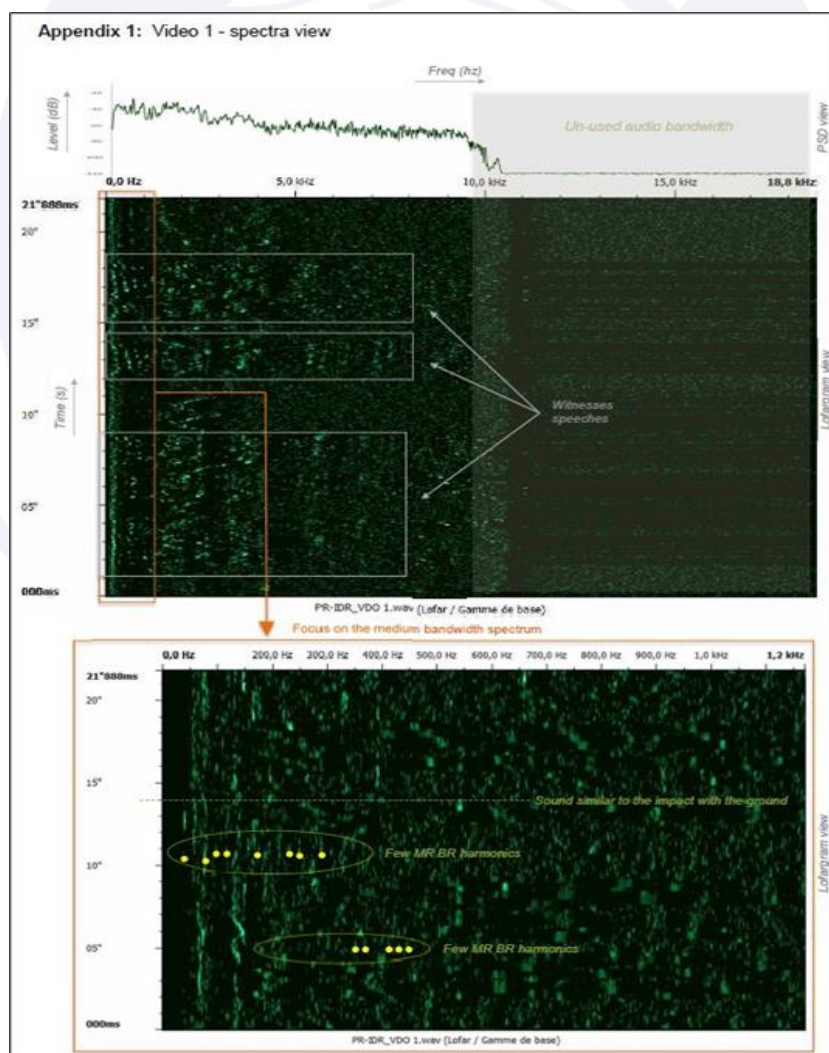 Appendix 1: Video 1 - spectra view
Freq (hz)
Level (dB)
Un-used audio bandwidth
PSD view
0,0 Hz 5,0 kHz 10,0 kHz 15,0 kHz 18,8 kHz
21"888ms
20"
15"
10"
05"
000ms
Time (s)
Witnesses
speeches
Lofargram view
PR-IDR_VDO 1.wav (Lofar / Gamme de base)
Focus on the medium bandwidth spectrum
0,0 Hz 200,0 Hz 300,0 Hz 400,0 Hz 500,0 Hz 600,0 Hz 700,0 Hz 800,0 Hz 900,0 Hz 1,0 kHz 1,2 kHz
21"888ms
20"
15"
Sound similar to the impact with the ground
10"
Few MR BR harmonics
05"
Few MR BR harmonics
000ms
Lofargram view
PR-IDR_VDO 1.wav (Lofar / Gamme de base)